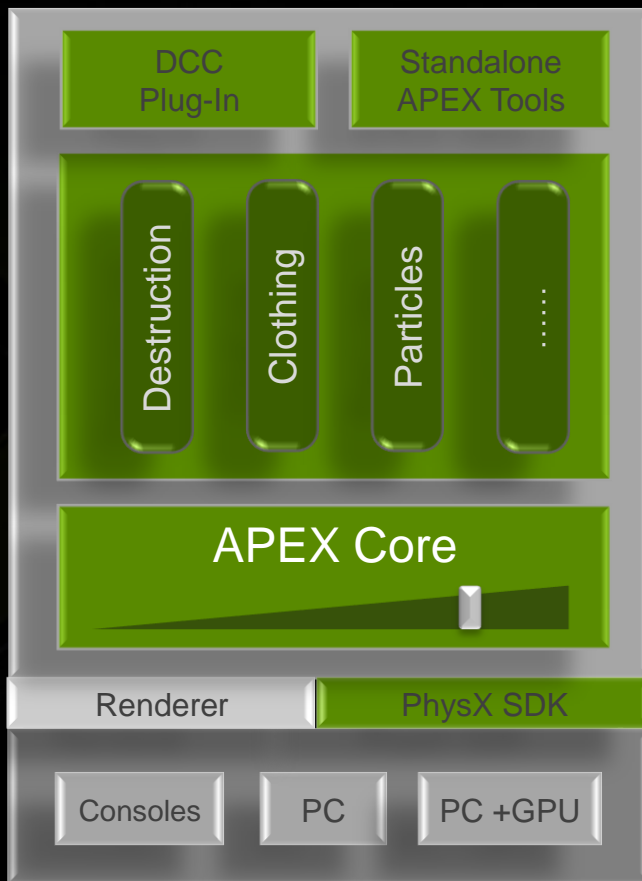 DCC
Plug-In
Standalone
APEX Tools
Destruction
Clothing
Particles
......
APEX Core
Renderer
PhysX SDK
Consoles
PC
PC +GPU